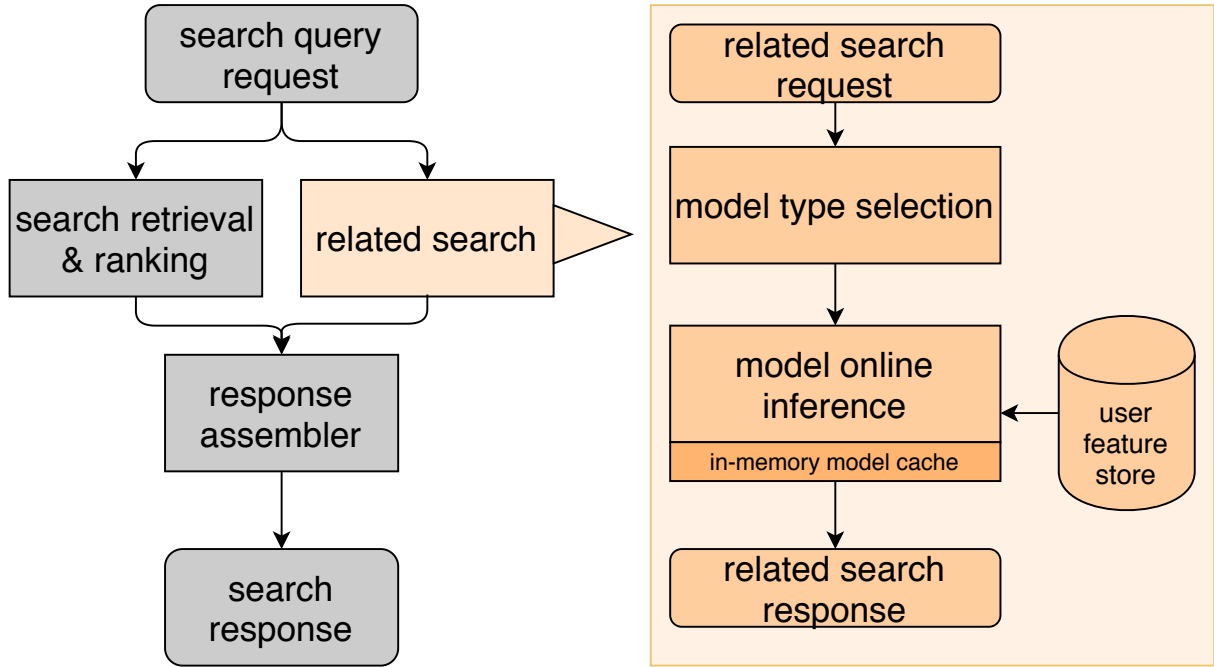 search query
request
search retrieval
& ranking
related search
response
assembler
search
response
related search
request
model type selection
model online
inference
in-memory model cache
user
feature
store
related search
response